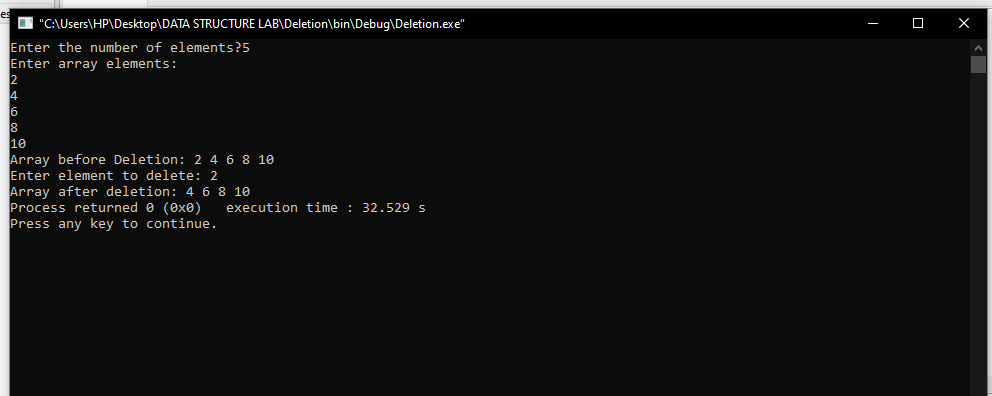 es
"C:\Users\HP\Desktop\DATA STRUCTURE LAB\Deletion\bin\Debug\Deletion.exe"
Enter the number of elements?5
Enter array elements:
2
4
6
8
10
Array before Deletion: 2 4 6 8 10
Enter element to delete: 2
Array after deletion: 4 6 8 10
Process returned 0 (0x0)   execution time : 32.529 s
Press any key to continue.